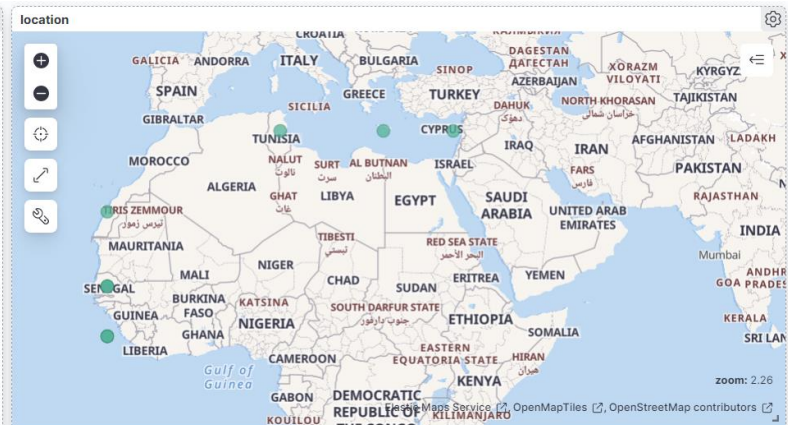 location
CROATIA
DAGESTAN
ДАГЕСТАН
GALICIA
ANDORRA
ITALY
BULGARIA
SINOP
AZERBAIJAN
XORAZM
VILOYATI
KYRGYZ
SPAIN
GREECE
TURKEY
DAHUK
دهۆک
NORTH KHORASAN
خراسان شمالی
TAJIKISTAN
SICILIA
GIBRALTAR
TUNISIA
CYPRUS
IRAQ
IRAN
AFGHANISTAN
LADAKH
MOROCCO
NALUT
نالوت
SURT
سرت
AL BUTNAN
البطنان
ISRAEL
FARS
فارس
PAKISTAN
ALGERIA
GHAT
غات
LIBYA
EGYPT
SAUDI
ARABIA
UNITED ARAB
EMIRATES
RAJASTHAN
TIRIS ZEMMOUR
تيرس زمور
INDIA
MAURITANIA
TIBESTI
تبستي
RED SEA STATE
البحر الأحمر
Mumbai
NIGER
MALI
CHAD
SUDAN
ERITREA
YEMEN
ANDHR
PRADES
GOA
SENEGAL
BURKINA
FASO
KATSINA
SOUTH DARFUR STATE
جنوب دارفور
GUINEA
GHANA
NIGERIA
ETHIOPIA
SOMALIA
KERALA
SRI LAN
LIBERIA
CAMEROON
EASTERN
EQUATORIA STATE
HIRAN
هيران
Gulf of
Guinea
KENYA
zoom: 2.26
GABON
DEMOCRATIC
REPUBLIC OF
KOUILOU
KILIMANJARO
Elastic Maps Service, OpenMapTiles, OpenStreetMap contributors